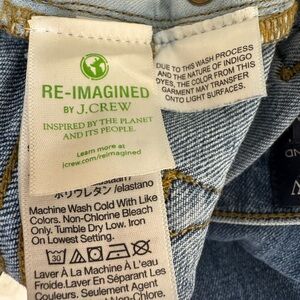 RE-IMAGINED
BY J.CREW
INSPIRED BY THE PLANET
AND ITS PEOPLE.
Learn more at
jcrew.com/reimagined
DUE TO THIS WASH PROCESS
AND THE NATURE OF INDIGO
DYES, THE COLOR FROM THIS
GARMENT MAY TRANSFER
ONTO LIGHT SURFACES.
ポリウレタン /elastano
Machine Wash Cold With Like
Colors. Non-Chlorine Bleach
Only. Tumble Dry Low. Iron
On Lowest Setting.
30
Laver À La Machine À L'eau
Froide.Laver En Séparant Les
Couleurs. Seulement Agent